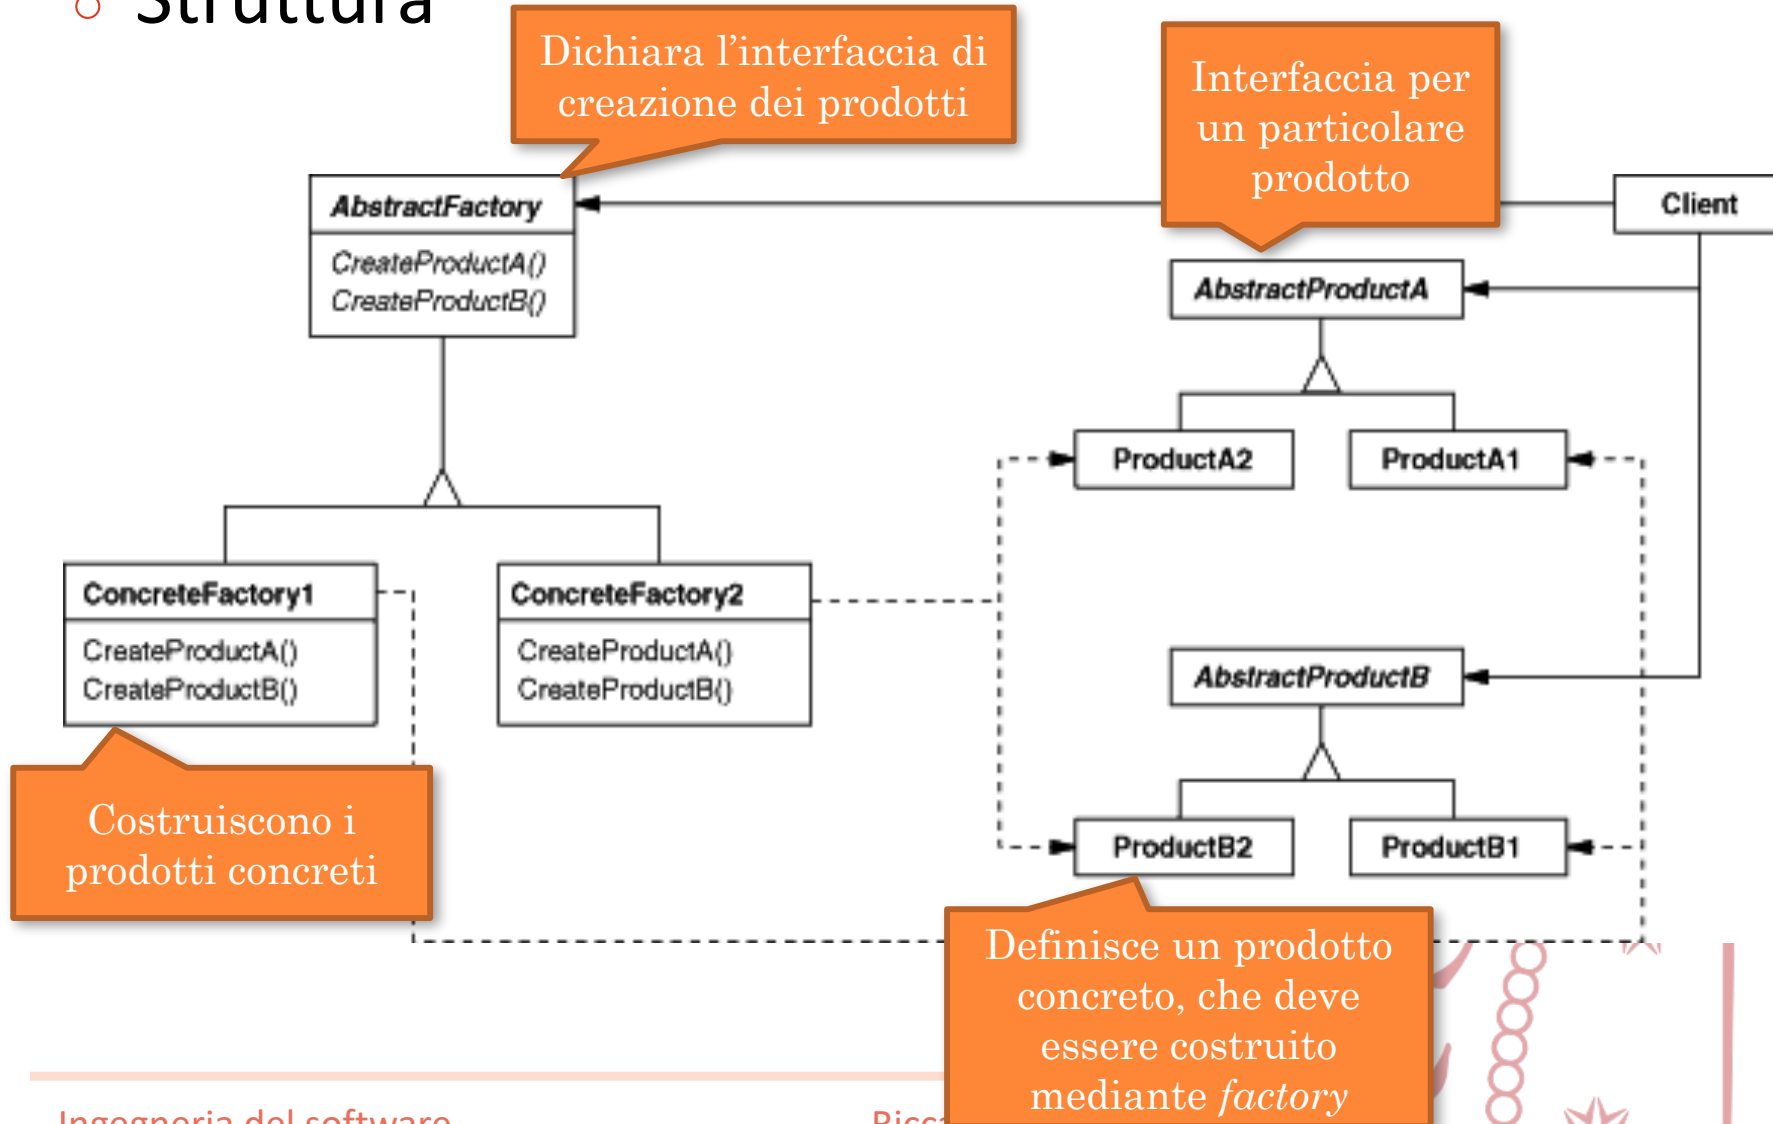 Struttura
Dichiara l’interfaccia di
creazione dei prodotti
Interfaccia per
un particolare
prodotto
AbstractFactory
CreateProductA()
CreateProductB()
Client
AbstractProductA
ProductA2
ProductA1
ConcreteFactory1
CreateProductA()
CreateProductB()
ConcreteFactory2
CreateProductA()
CreateProductB()
AbstractProductB
ProductB2
ProductB1
Costruiscono i
prodotti concreti
Definisce un prodotto
concreto, che deve
essere costruito
mediante factory
Ingegneria del software